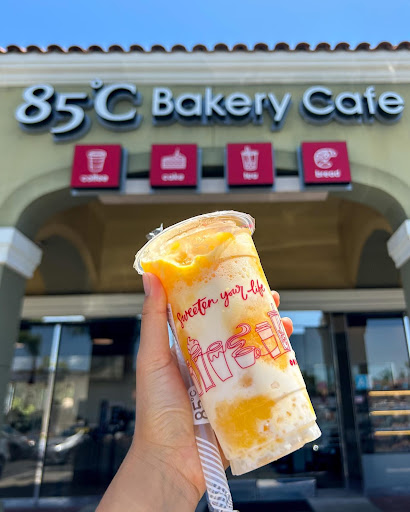 85°C Bakery Cafe
coffee cake tea bread
Sweeten your life